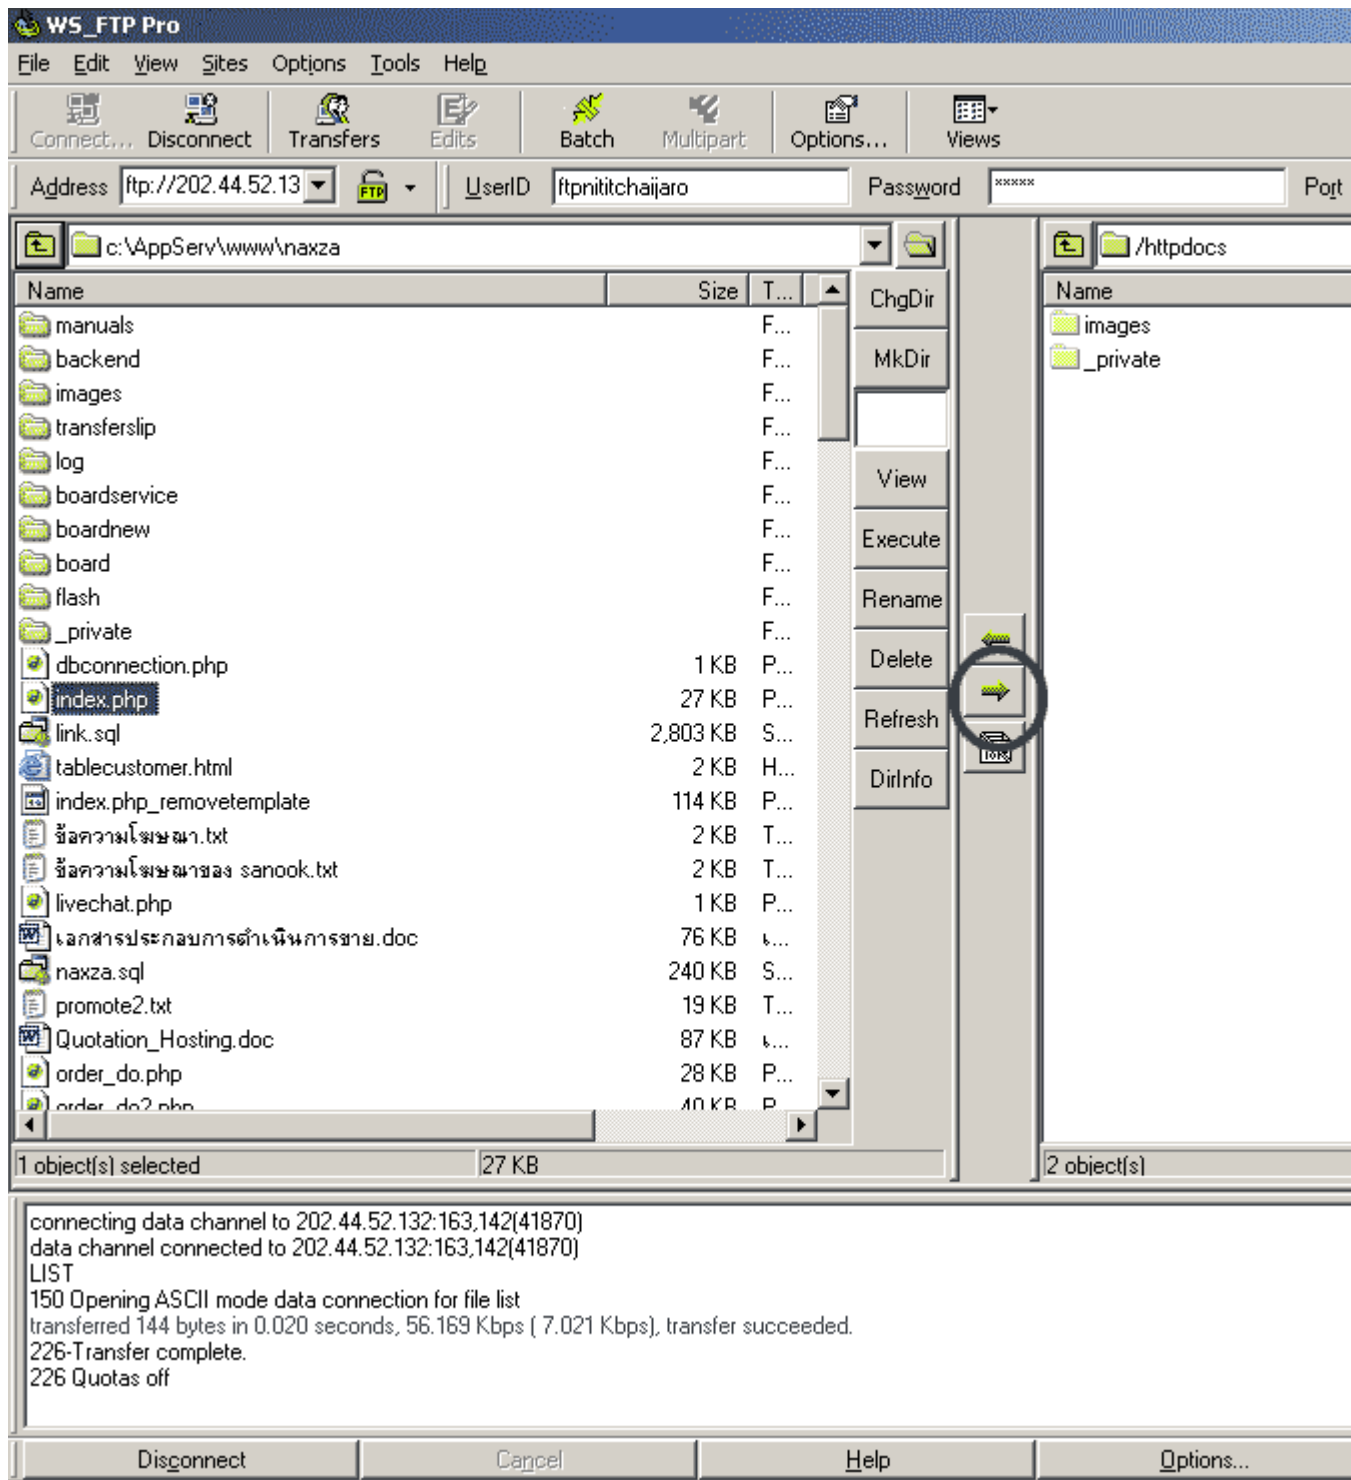 WS_FTP Pro
File Edit View Sites Options Tools Help
Connect... Disconnect Transfers Edits Batch Multipart Options... Views
Address ftp://202.44.52.13 FTP UserID ftpnititchaijaro Password ××××× Port
c:\AppServ\www\naxza /httpdocs
Name Size T... ChgDir Name
manuals F... images
backend F... MkDir _private
images F...
transferslip F...
log F...
View
boardservice F...
boardnew F... Execute
board F...
flash F... Rename
_private F...
dbconnection.php 1 KB P... Delete
index.php 27 KB P...
link.sql 2,803 KB S... Refresh
tablecustomer.html 2 KB H...
DirInfo
index.php_removetemplate 114 KB P...
ข้อความโฆษณา.txt 2 KB T...
ข้อความโฆษณาของ sanook.txt 2 KB T...
livechat.php 1 KB P...
เอกสารประกอบการดำเนินการขาย.doc 76 KB เ...
naxza.sql 240 KB S...
promote2.txt 19 KB T...
Quotation_Hosting.doc 87 KB เ...
order_do.php 28 KB P...
order_do2.php 40 KB P
1 object(s) selected 27 KB 2 object(s)
connecting data channel to 202.44.52.132:163,142(41870)
data channel connected to 202.44.52.132:163,142(41870)
LIST
150 Opening ASCII mode data connection for file list
transferred 144 bytes in 0.020 seconds, 56.169 Kbps ( 7.021 Kbps), transfer succeeded.
226-Transfer complete.
226 Quotas off
Disconnect Cancel Help Options...